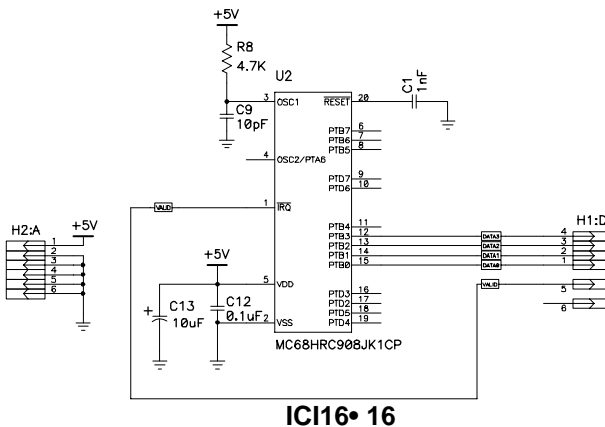 +5V
R8
4.7K
U2
C1
1nF
3
OSC1
RESET
20
C9
10pF
PTB7
6
PTB6
7
PTB5
8
4
OSC2/PTA6
PTD7
9
PTD6
10
1
IRQ
VALID
PTB4
11
PTB3
12
DATA3
4
PTB2
13
DATA2
3
PTB1
14
DATA1
2
PTB0
15
DATA0
1
H1:D
H2:A
+5V
1
2
3
4
5
6
+5V
5
VDD
C13
10uF
C12
0.1uF
2
VSS
PTD3
16
PTD2
17
PTD5
18
PTD4
19
VALID
5
6
MC68HRC908JK1CP
ICI16• 16